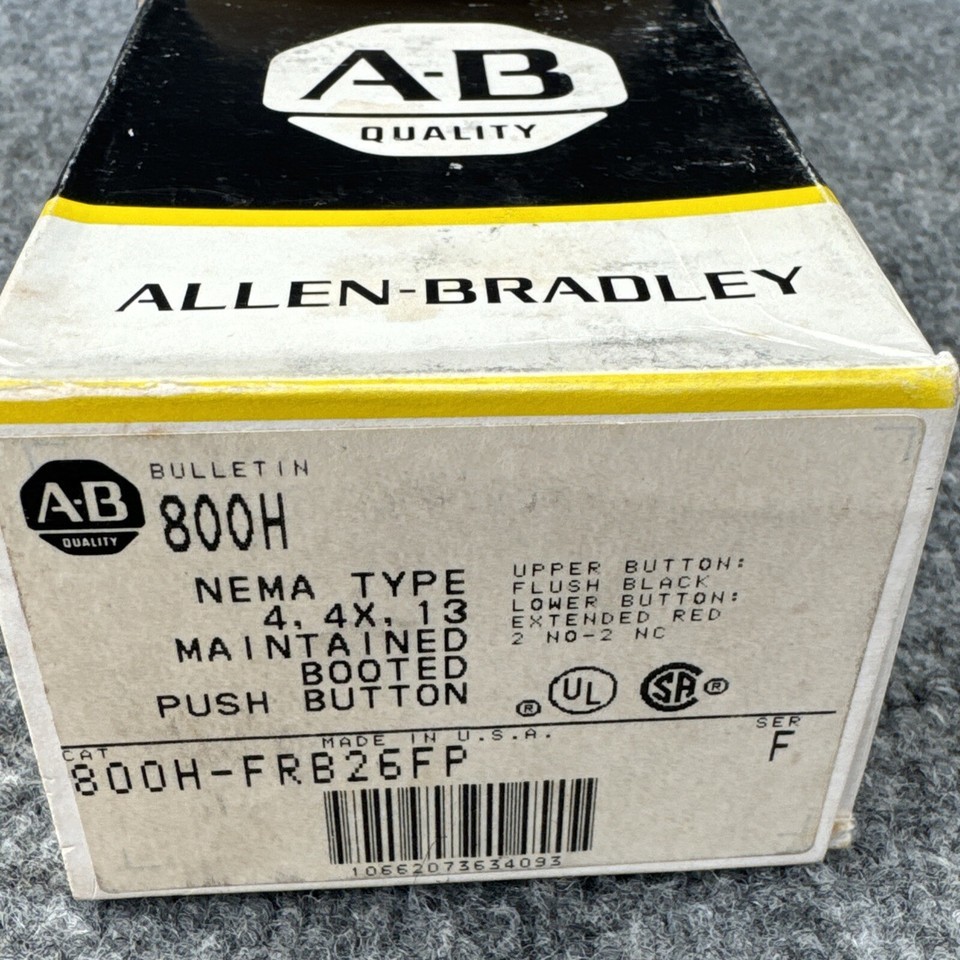 A-B
QUALITY
ALLEN-BRADLEY
A-B
QUALITY
BULLETIN
800H
NEMA TYPE
4, 4X, 13
MAINTAINED
BOOTED
PUSH BUTTON
UPPER BUTTON:
FLUSH BLACK
LOWER BUTTON:
EXTENDED RED
2 NO-2 NC
® UL SA ®
CAT
MADE IN U.S.A.
SER
800H-FRB26FP
F
10662073634093